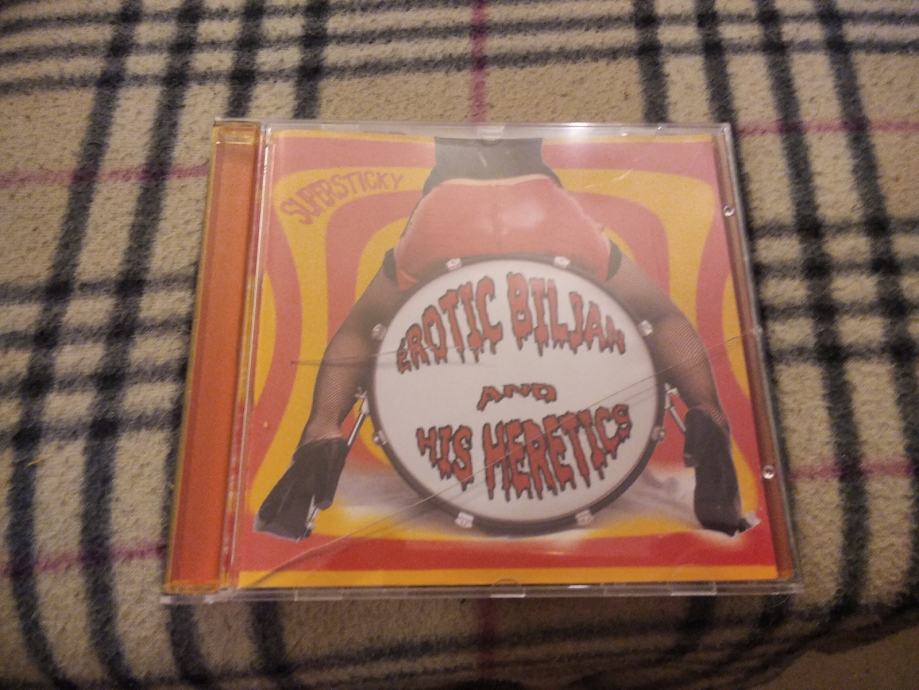 SUPERSTICKY
EROTIC BILJAN
AND
HIS HERETICS